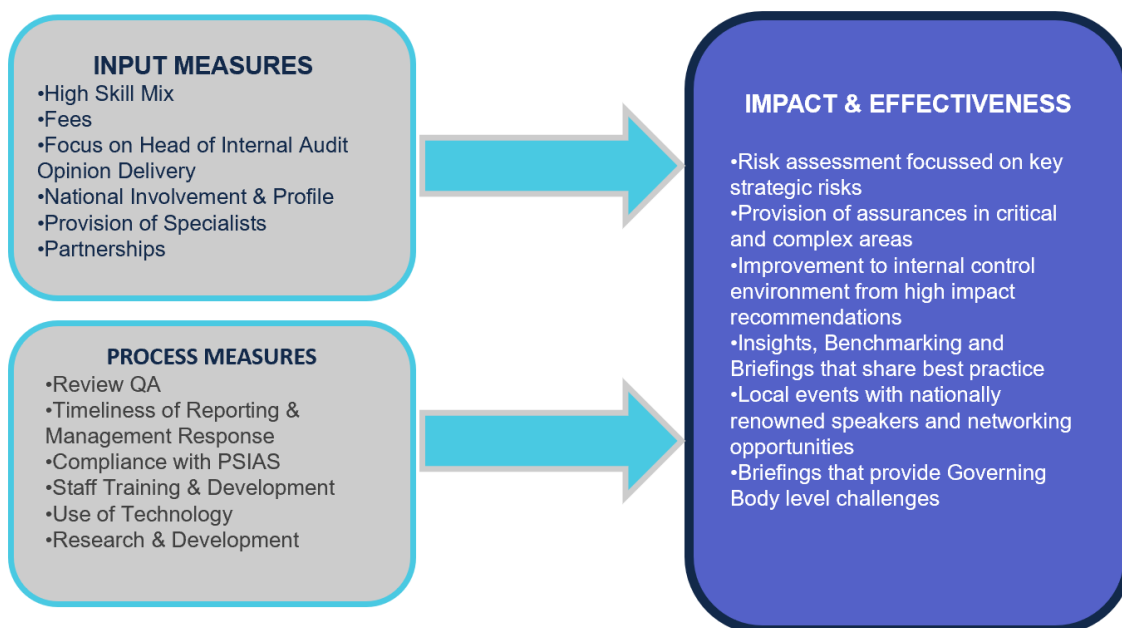 INPUT MEASURES
•High Skill Mix
•Fees
•Focus on Head of Internal Audit
Opinion Delivery
•National Involvement & Profile
•Provision of Specialists
•Partnerships
PROCESS MEASURES
•Review QA
•Timeliness of Reporting &
Management Response
•Compliance with PSIAS
•Staff Training & Development
•Use of Technology
•Research & Development
IMPACT & EFFECTIVENESS
•Risk assessment focussed on key
strategic risks
•Provision of assurances in critical
and complex areas
•Improvement to internal control
environment from high impact
recommendations
•Insights, Benchmarking and
Briefings that share best practice
•Local events with nationally
renowned speakers and networking
opportunities
•Briefings that provide Governing
Body level challenges